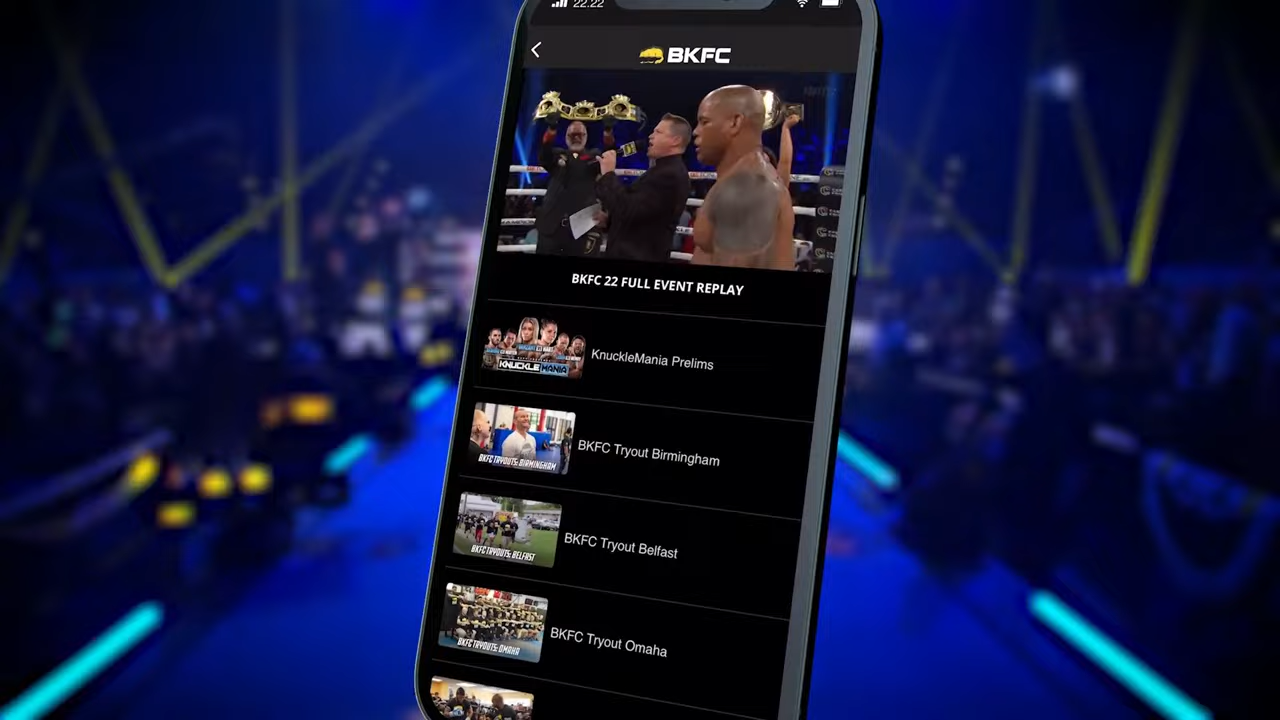 22:22
BKFC
BKFC 22 FULL EVENT REPLAY
KNUCKLE MANIA
KnuckleMania Prelims
BKFC TRYOUTS: BIRMINGHAM
BKFC Tryout Birmingham
BKFC TRYOUTS: BELFAST
BKFC Tryout Belfast
BKFC TRYOUTS: OMAHA
BKFC Tryout Omaha